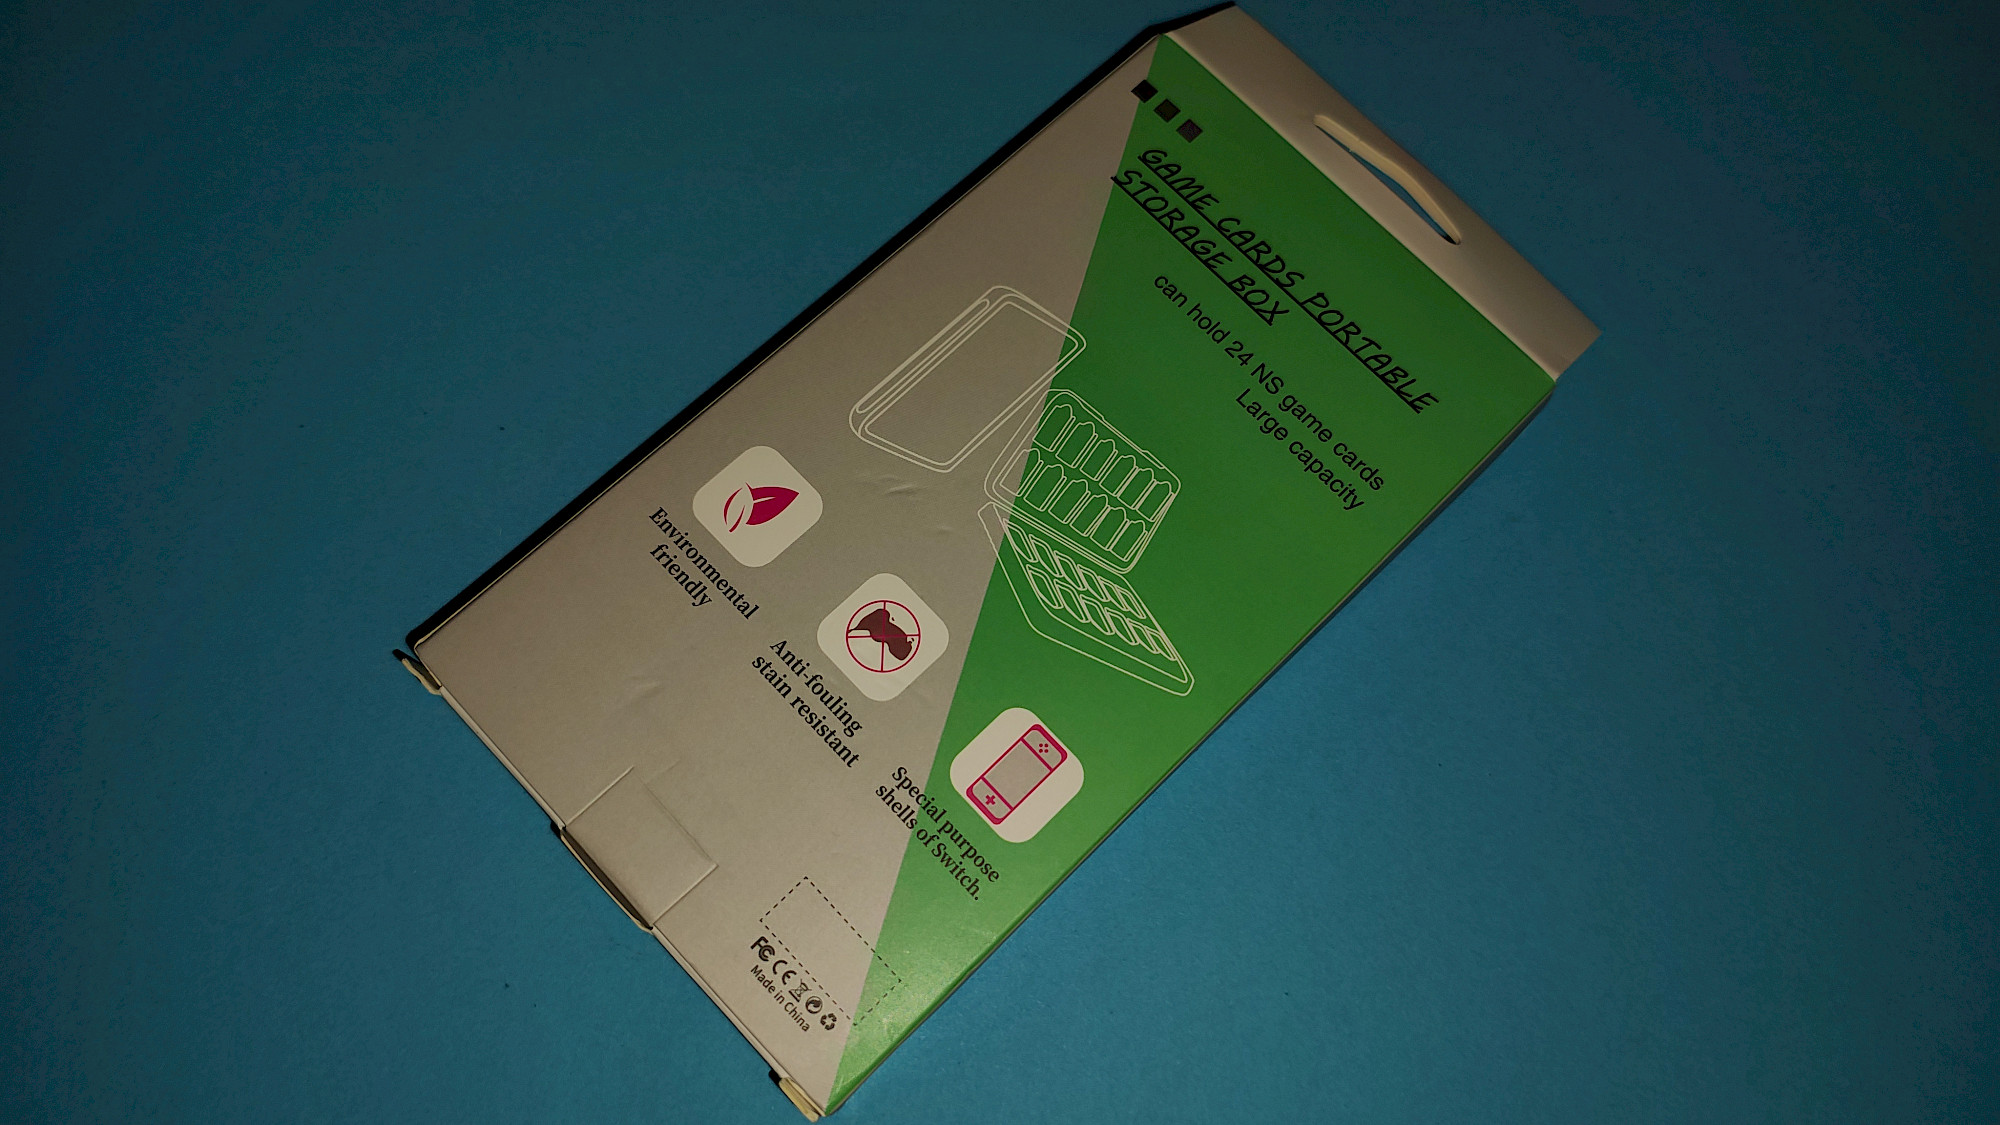 GAME CARDS PORTABLE
STORAGE BOX
can hold 24 NS game cards
Large capacity
Environmental
friendly
Anti-fouling
stain resistant
Special purpose
shells of Switch.
FC CE
Made in China